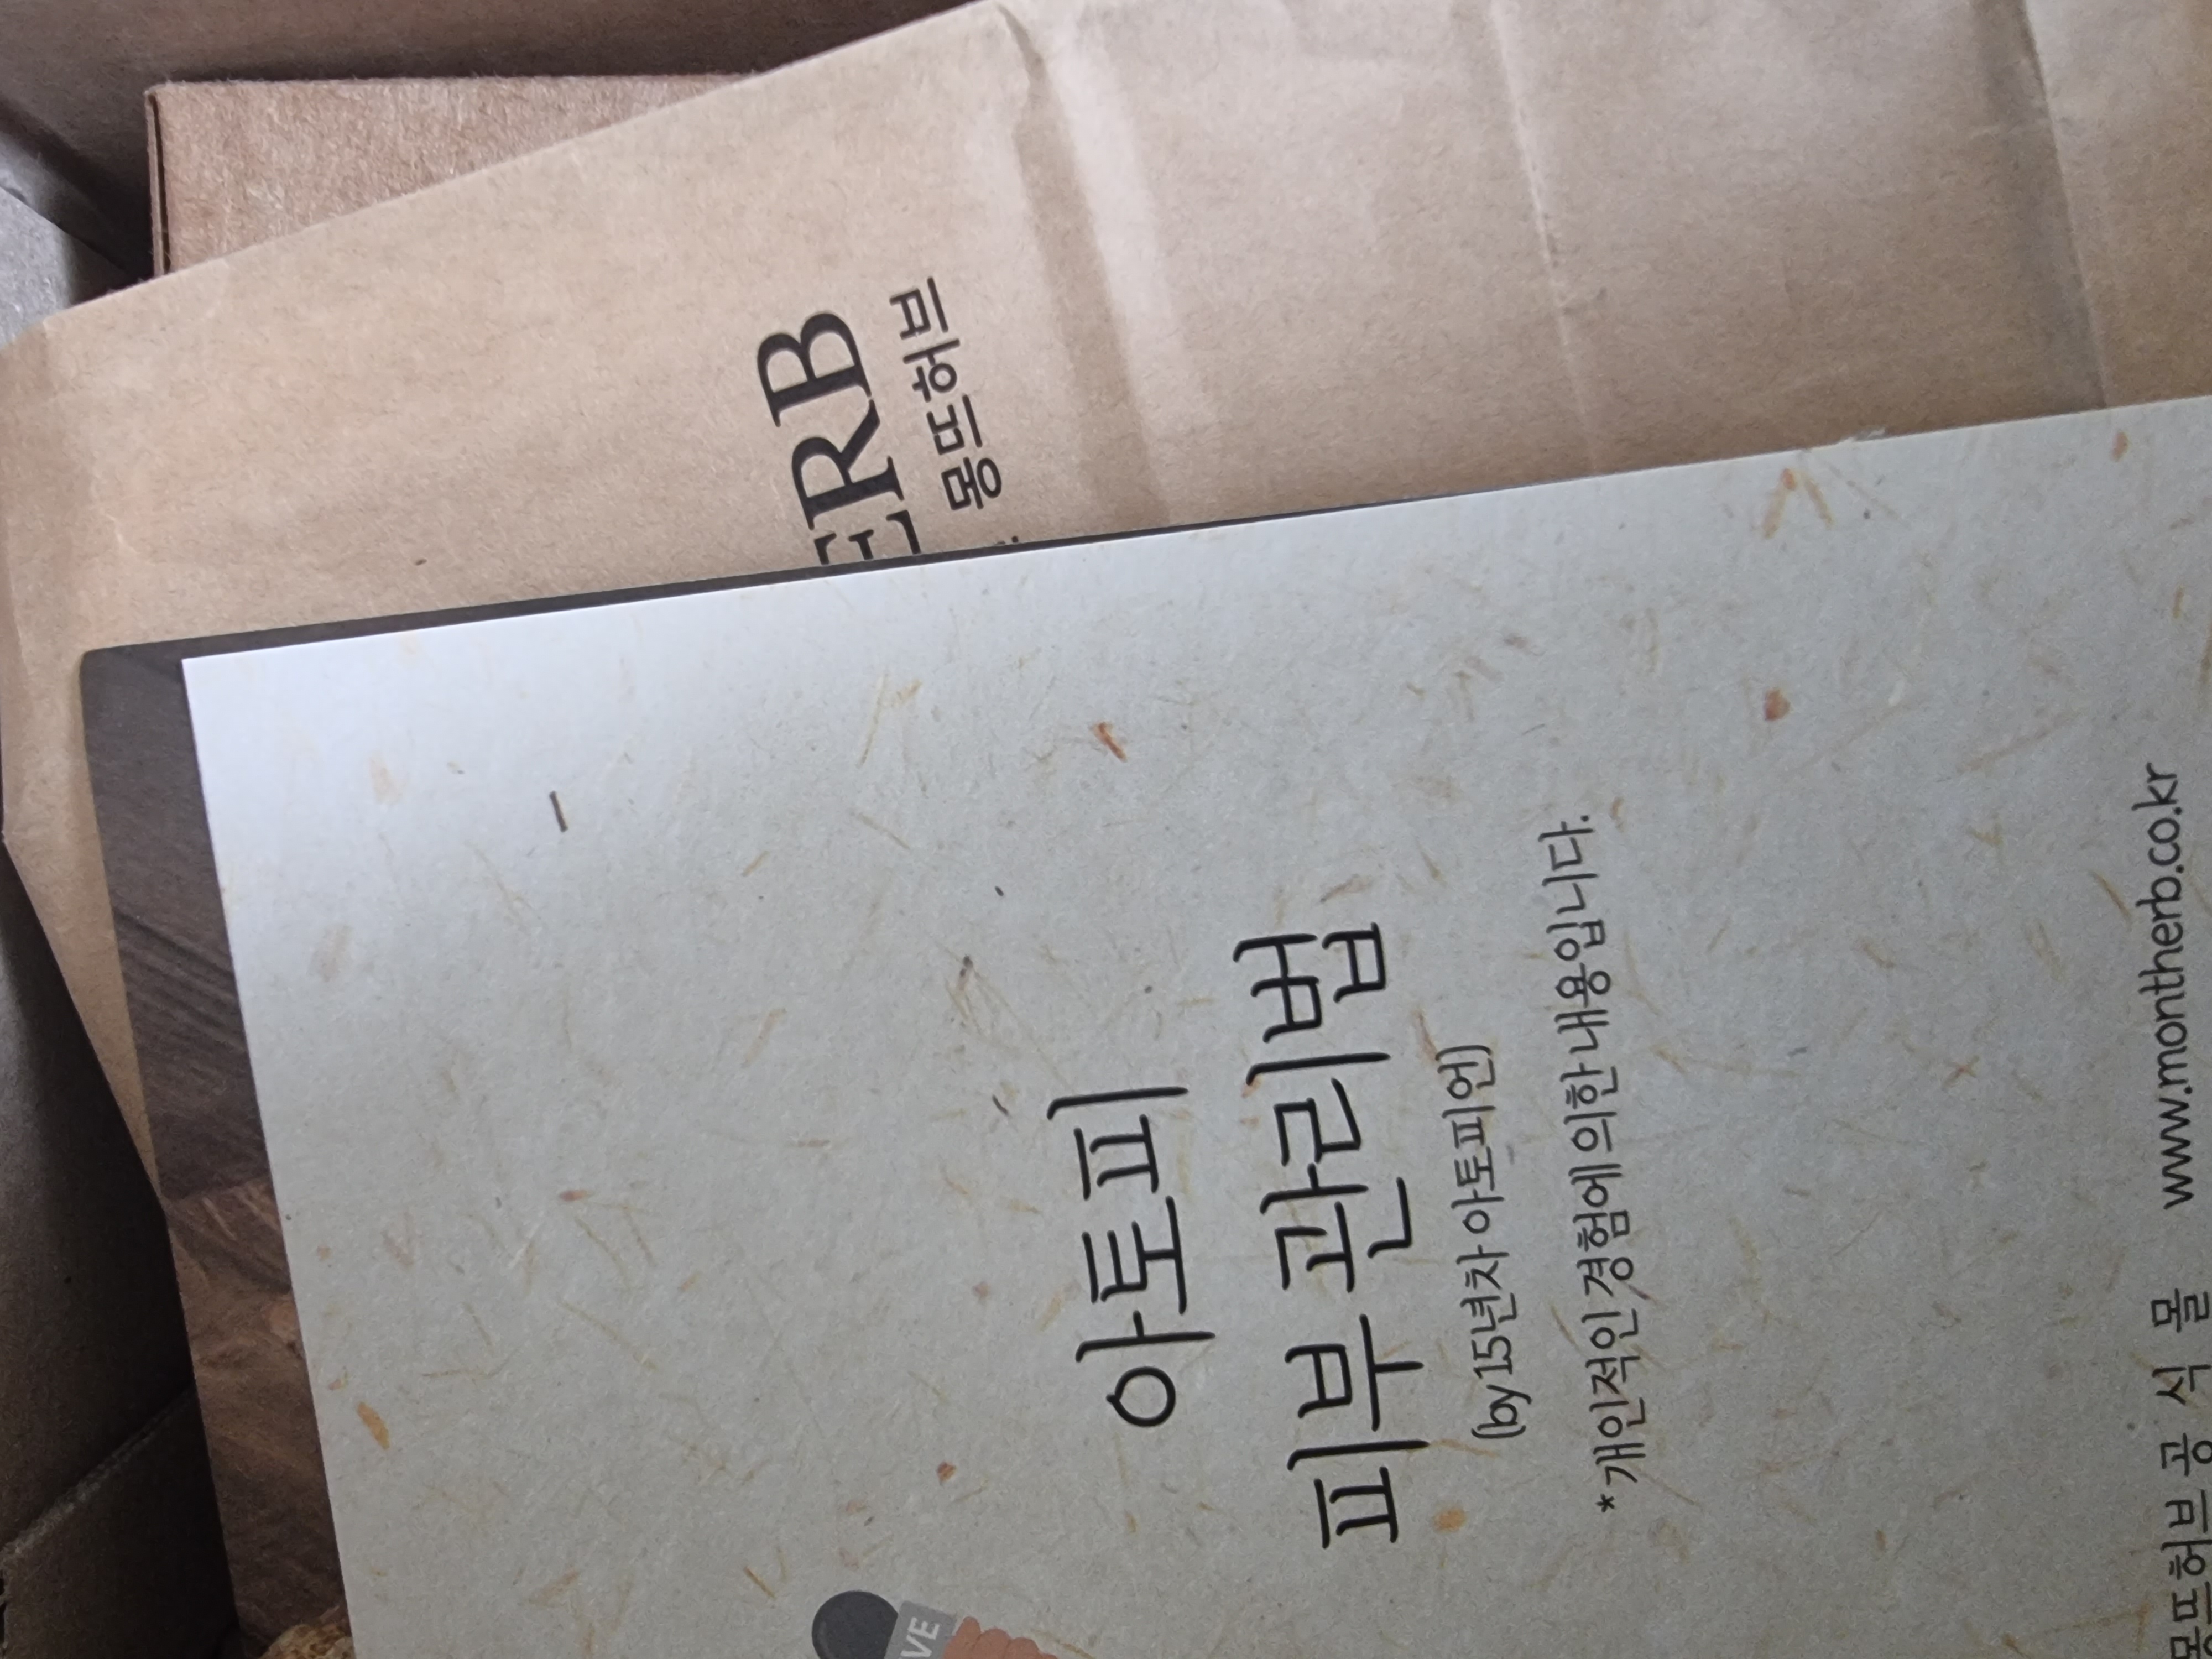 ERB
몽뜨허브
아토피
피부 관리법
(by 15년차 아토피언)
*개인적인 경험에 의한 내용입니다.
몽뜨허브 공 식 몰 www.montherb.co.kr
VE